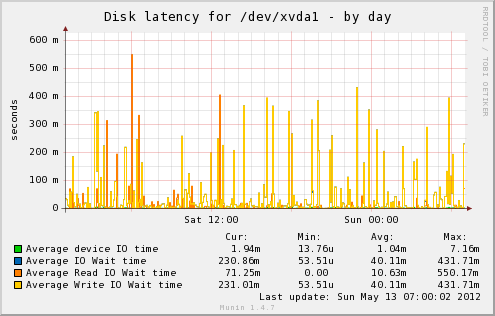 Disk latency for /dev/xvda1 - by day
RRDTOOL / TOBI OETIKER
seconds
600 m
500 m
400 m
300 m
200 m
100 m
0
Sat 12:00 Sun 00:00
Cur: Min: Avg: Max:
Average device IO time 1.94m 13.76u 1.04m 7.16m
Average IO Wait time 230.86m 53.51u 40.11m 431.71m
Average Read IO Wait time 71.25m 0.00 10.63m 550.17m
Average Write IO Wait time 231.01m 53.51u 40.11m 431.71m
Last update: Sun May 13 07:00:02 2012
Munin 1.4.7